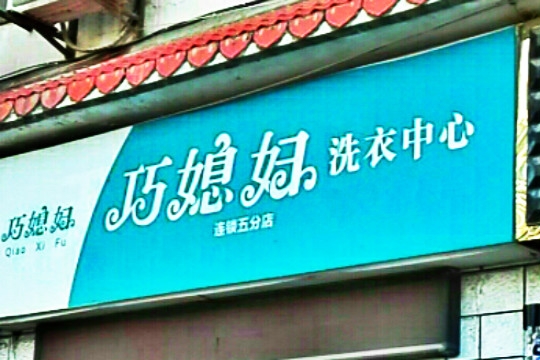 巧媳妇
Qiao Xi Fu
巧媳妇洗衣中心
连锁五分店